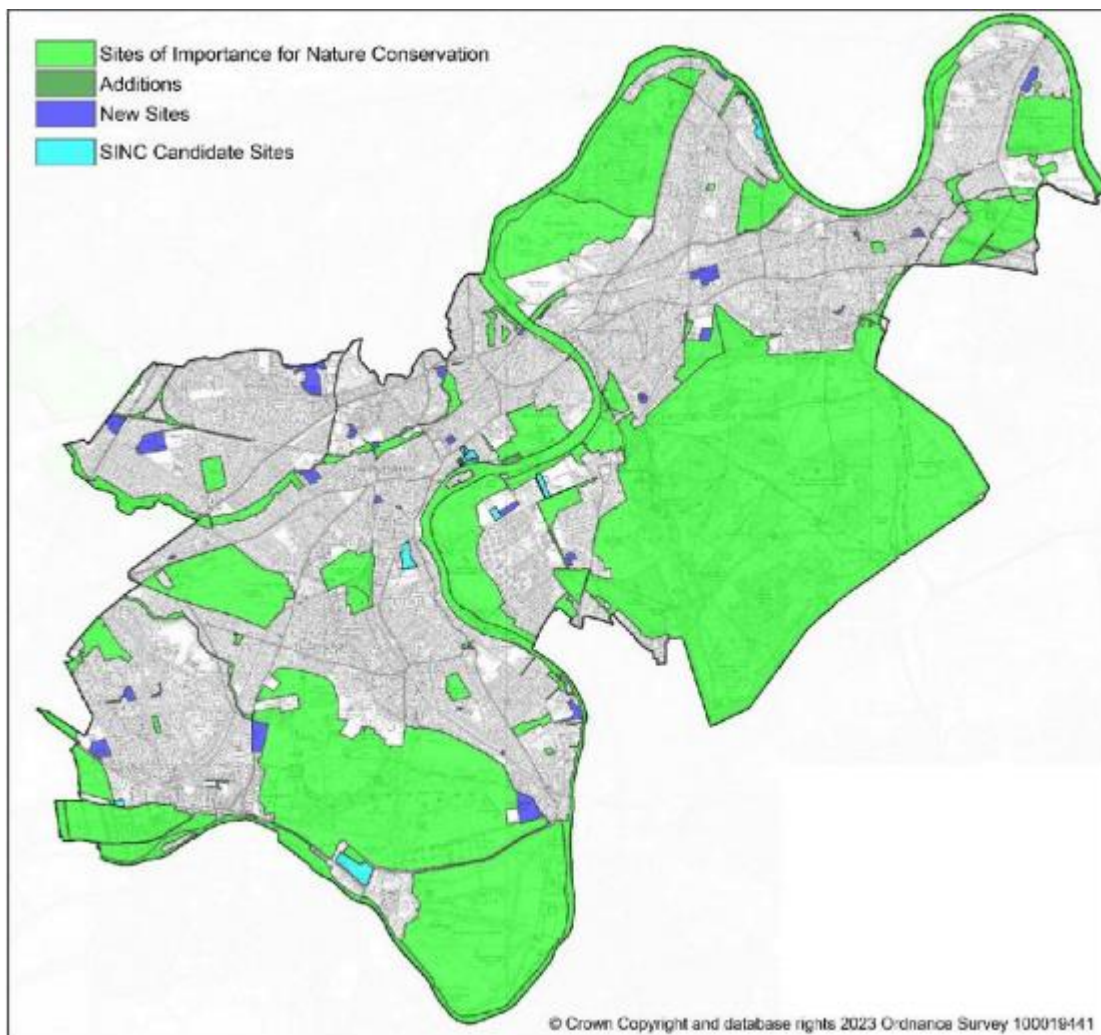 Sites of Importance for Nature Conservation
Additions
New Sites
SINC Candidate Sites
© Crown Copyright and database rights 2023 Ordnance Survey 100019441